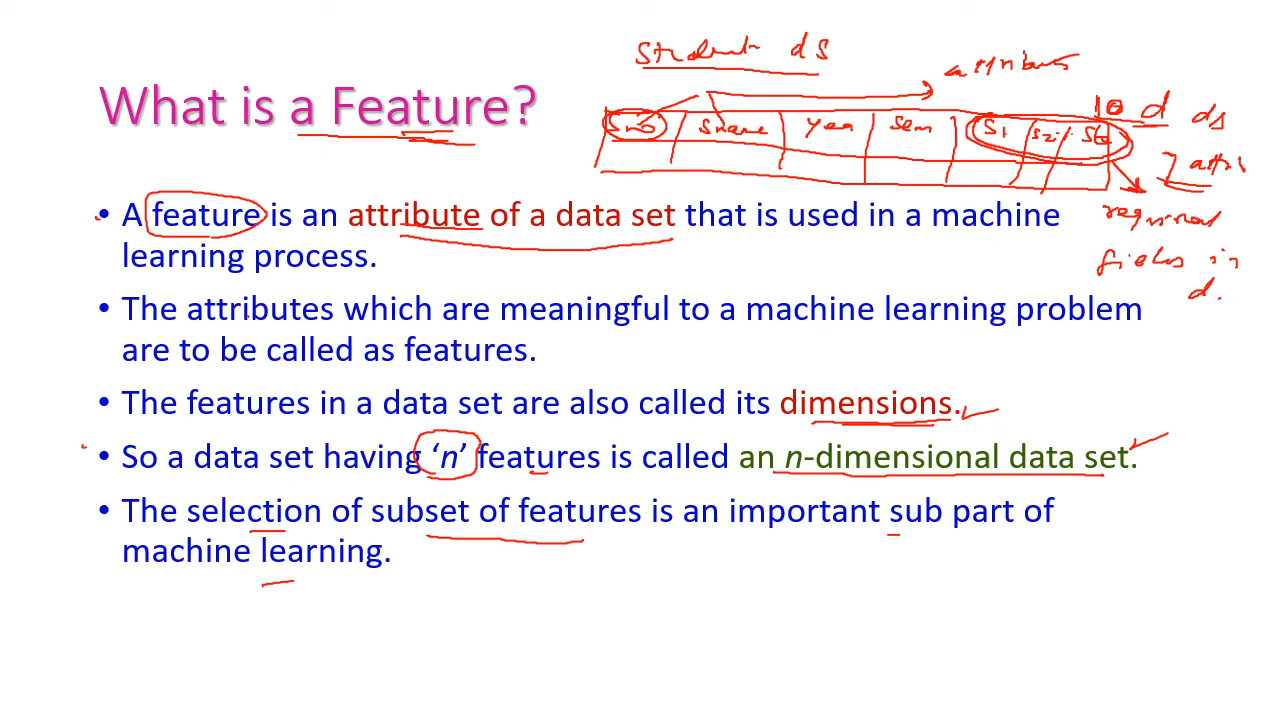 Student ds
attributes
What is a Feature?
10 d ds
Sno sname year sem S1 S2 S6
7 attri
required
fields in
d.
• A feature is an attribute of a data set that is used in a machine
learning process.
• The attributes which are meaningful to a machine learning problem
are to be called as features.
• The features in a data set are also called its dimensions.
• So a data set having ‘n’ features is called an n-dimensional data set.
• The selection of subset of features is an important sub part of
machine learning.